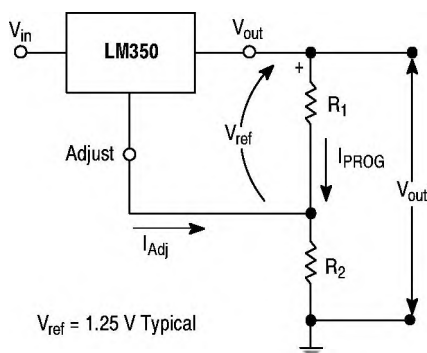 V_in
LM350
V_out
+
R_1
Adjust
V_ref
I_PROG
V_out
I_Adj
R_2
V_ref = 1.25 V Typical